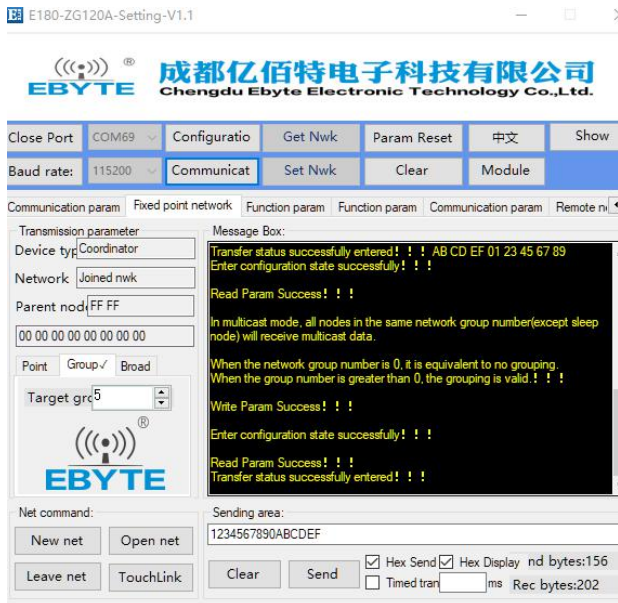 E180-ZG120A-Setting-V1.1
EBYTE ®
成都亿佰特电子科技有限公司
Chengdu Ebyte Electronic Technology Co.,Ltd.
Close Port COM69 Configuratio Get Nwk Param Reset 中文 Show
Baud rate: 115200 Communicat Set Nwk Clear Module
Communication param Fixed point network Function param Function param Communication param Remote n
Transmission parameter
Device typ Coordinator
Network Joined nwk
Parent nod FF FF
00 00 00 00 00 00 00 00
Point Group✓ Broad
Target gr 5
®
EBYTE
Message Box:
Transfer status successfully entered！！！ AB CD EF 01 23 45 67 89
Enter configuration state successfully！！！
Read Param Success！！！
In multicast mode, all nodes in the same network group number(except sleep
node) will receive multicast data.
When the network group number is 0, it is equivalent to no grouping.
When the group number is greater than 0, the grouping is valid.！！！
Write Param Success！！！
Enter configuration state successfully！！！
Read Param Success！！！
Transfer status successfully entered！！！
Net command:
New net Open net
Leave net TouchLink
Sending area:
1234567890ABCDEF
Clear Send
Hex Send Hex Display nd bytes:156
Timed tran ms Rec bytes:202